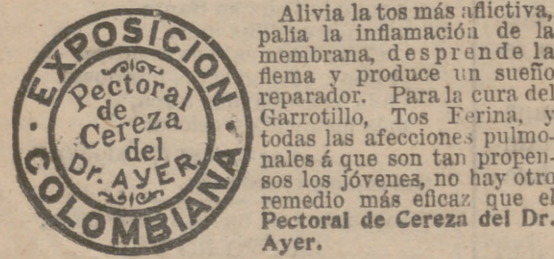 EXPOSICION
Pectoral
de
Cereza
del
Dr. AYER.
COLOMBIANA
Alivia la tos más aflictiva,
palia la inflamación de la
membrana, desprende la
flema y produce un sueño
reparador. Para la cura del
Garrotillo, Tos Ferina, y
todas las afecciones pulmo-
nales á que son tan propen-
sos los jóvenes, no hay otro
remedio más eficaz que el
Pectoral de Cereza del Dr.
Ayer.